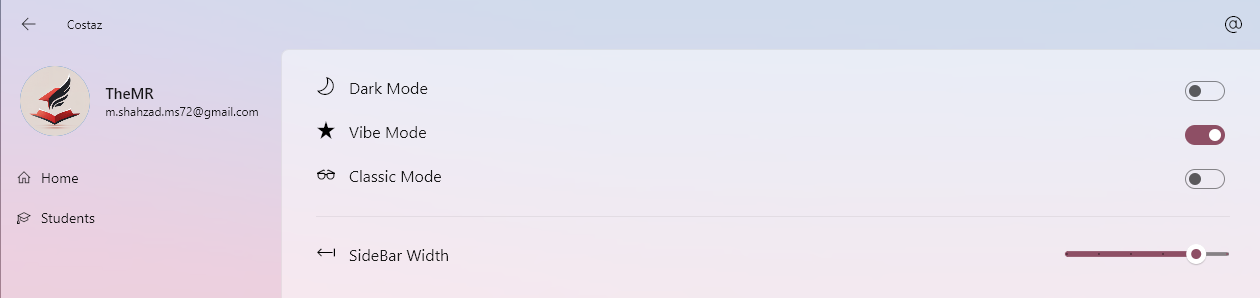 Costaz
TheMR
m.shahzad.ms72@gmail.com
Home
Students
Dark Mode
Vibe Mode
Classic Mode
SideBar Width